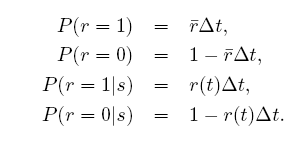 P(r = 1) = r̄Δt,
P(r = 0) = 1 − r̄Δt,
P(r = 1|s) = r(t)Δt,
P(r = 0|s) = 1 − r(t)Δt.